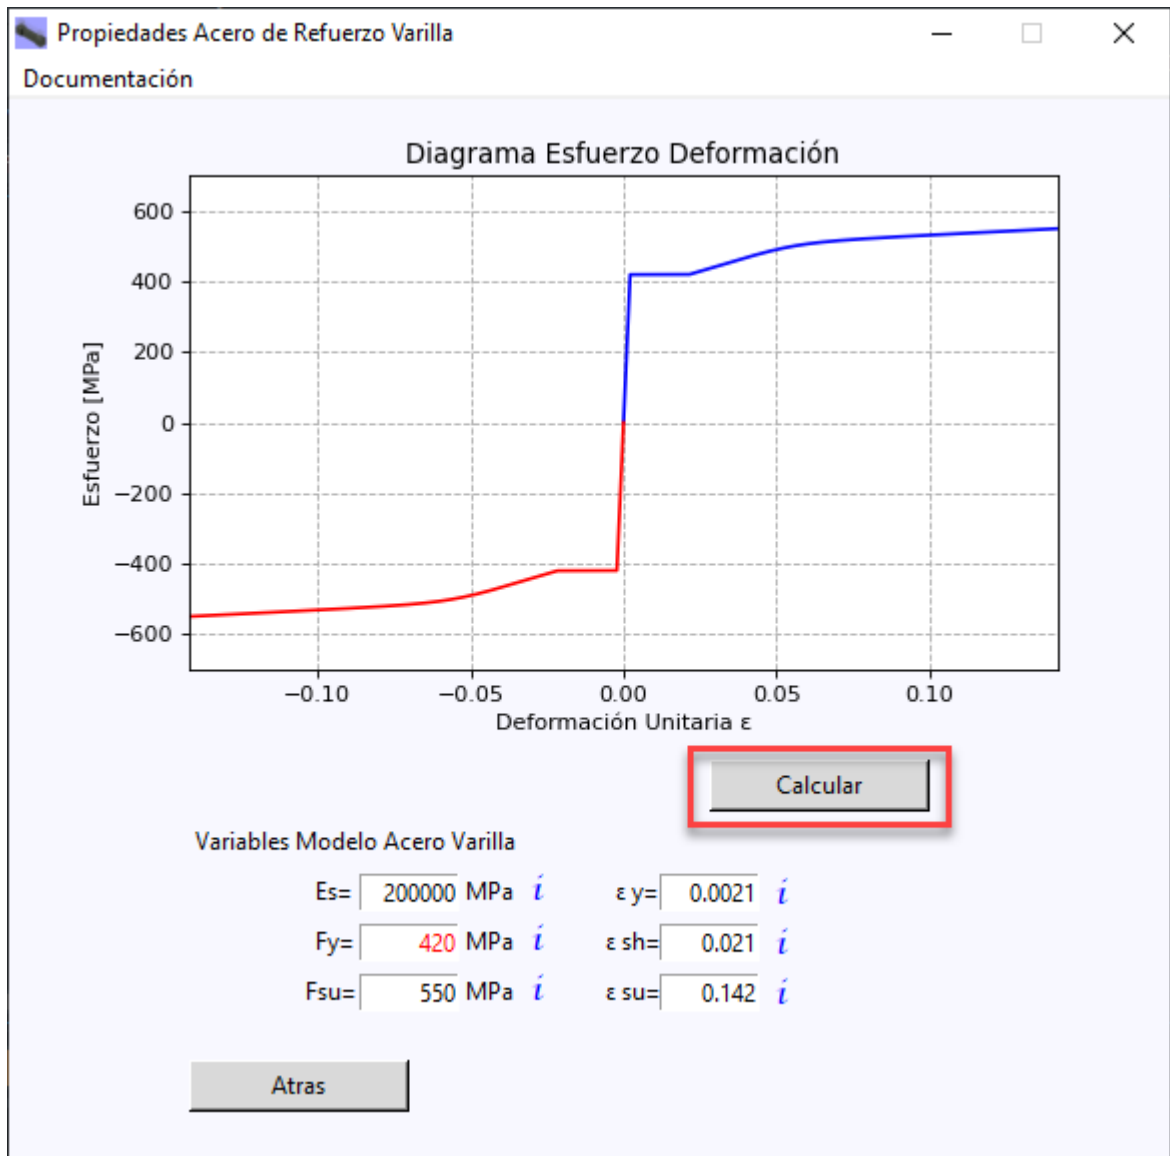 Propiedades Acero de Refuerzo Varilla
Documentación
Diagrama Esfuerzo Deformación
600
400
200
0
−200
−400
−600
Esfuerzo [MPa]
−0.10 −0.05 0.00 0.05 0.10
Deformación Unitaria ε
Calcular
Variables Modelo Acero Varilla
Es= 200000 MPa i ε y= 0.0021 i
Fy= 420 MPa i ε sh= 0.021 i
Fsu= 550 MPa i ε su= 0.142 i
Atras